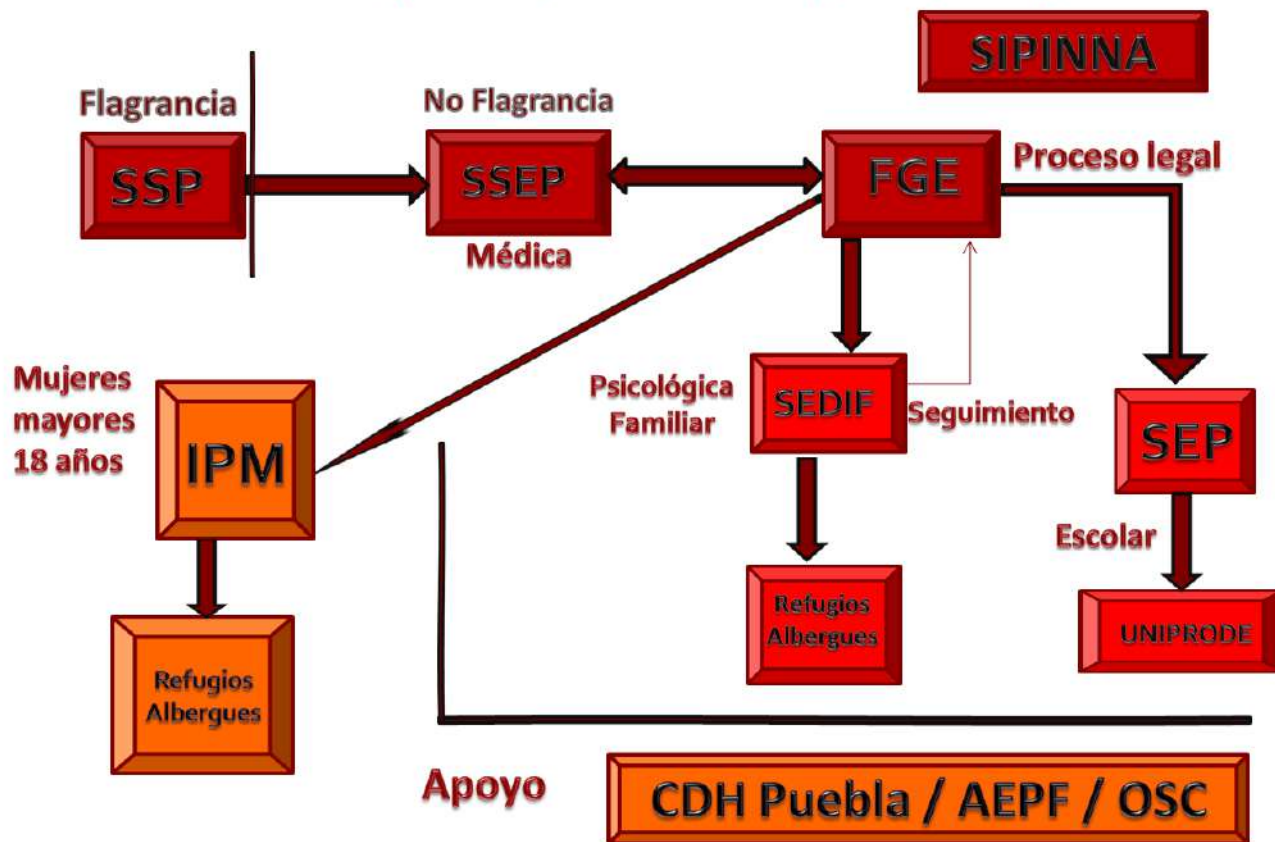 SIPINNA
Flagrancia
No Flagrancia
SSP
SSEP
FGE
Proceso legal
Médica
Mujeres
mayores
18 años
IPM
Psicológica
Familiar
SEDIF
Seguimiento
SEP
Escolar
Refugios
Albergues
UNIPRODE
Refugios
Albergues
Apoyo
CDH Puebla / AEPF / OSC